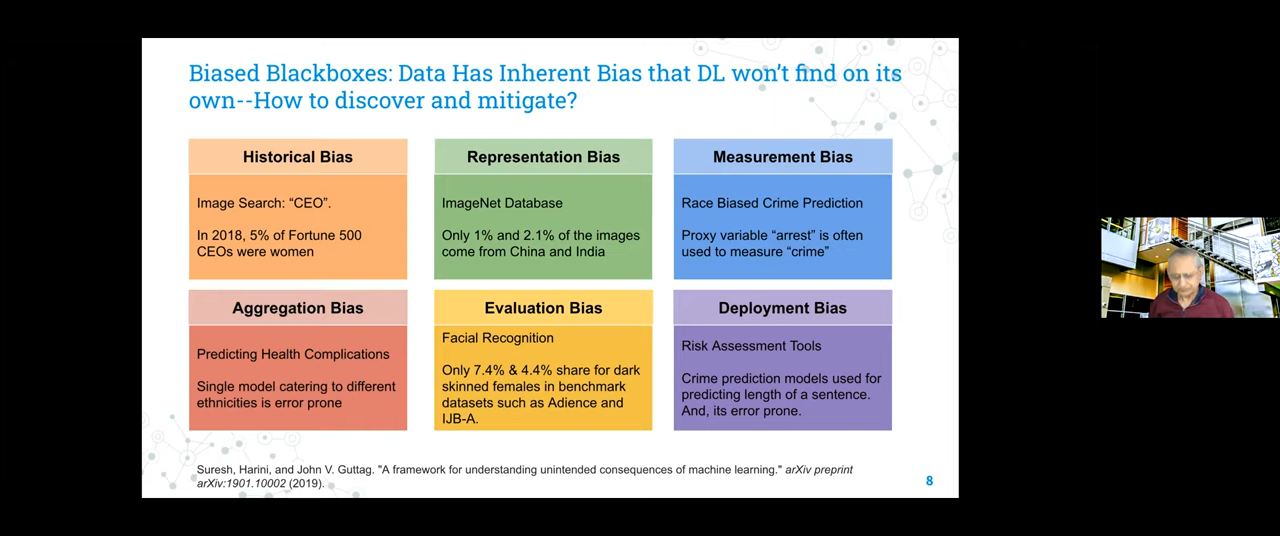 Biased Blackboxes: Data Has Inherent Bias that DL won't find on its
own--How to discover and mitigate?
Historical Bias
Image Search: “CEO”.
In 2018, 5% of Fortune 500
CEOs were women
Representation Bias
ImageNet Database
Only 1% and 2.1% of the images
come from China and India
Measurement Bias
Race Biased Crime Prediction
Proxy variable “arrest” is often
used to measure “crime”
Aggregation Bias
Predicting Health Complications
Single model catering to different
ethnicities is error prone
Evaluation Bias
Facial Recognition
Only 7.4% & 4.4% share for dark
skinned females in benchmark
datasets such as Adience and
IJB-A.
Deployment Bias
Risk Assessment Tools
Crime prediction models used for
predicting length of a sentence.
And, its error prone.
Suresh, Harini, and John V. Guttag. "A framework for understanding unintended consequences of machine learning." arXiv preprint
arXiv:1901.10002 (2019).
8